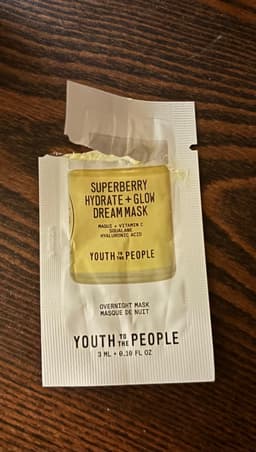 SUPERBERRY
HYDRATE + GLOW
DREAM MASK
MAQUI + VITAMIN C
SQUALANE
HYALURONIC ACID
YOUTH TO THE PEOPLE
OVERNIGHT MASK
MASQUE DE NUIT
YOUTH TO THE PEOPLE
3 ML • 0.10 FL OZ